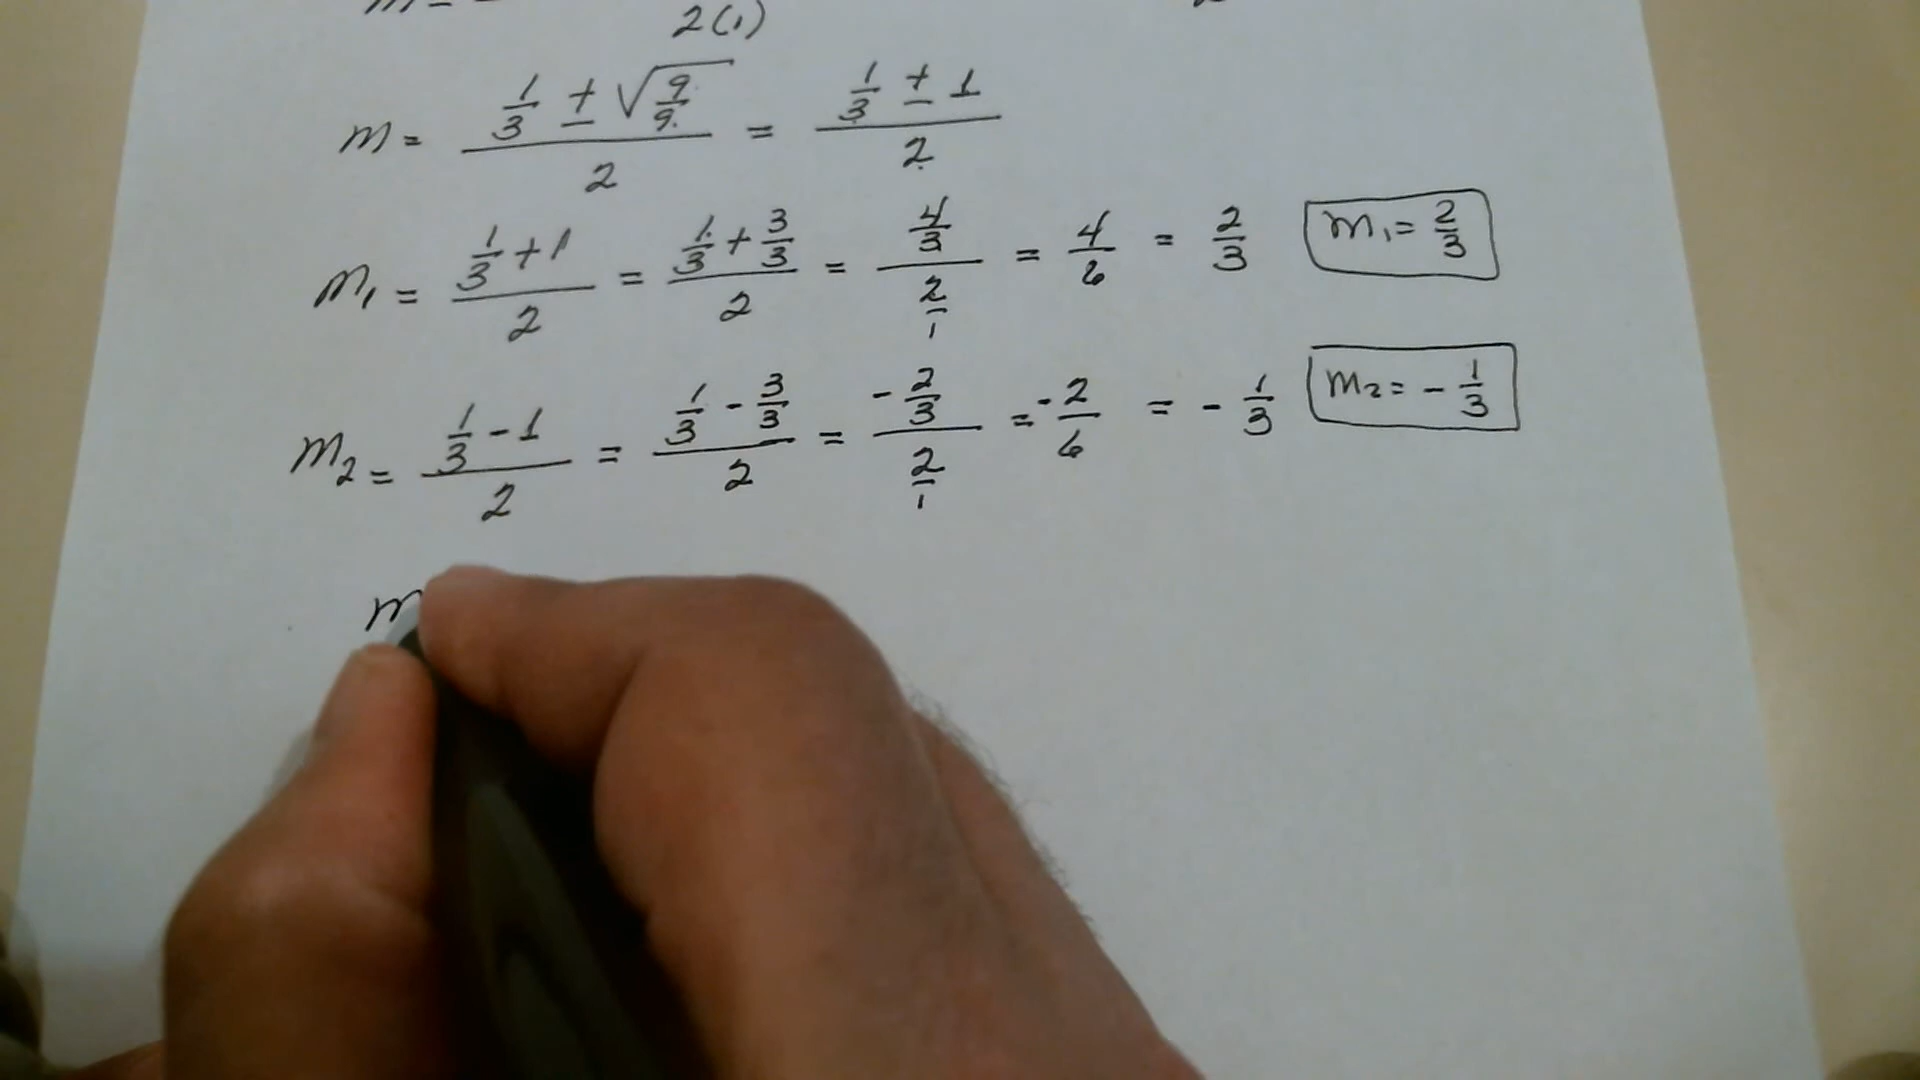 m =
2(1)
m = (1/3 ± √(9/9)) / 2 = (1/3 ± 1) / 2
m₁ = (1/3 + 1) / 2 = (1/3 + 3/3) / 2 = (4/3) / (2/1) = 4/6 = 2/3 m₁ = 2/3
m₂ = (1/3 - 1) / 2 = (1/3 - 3/3) / 2 = (-2/3) / (2/1) = -2/6 = -1/3 m₂ = -1/3
m